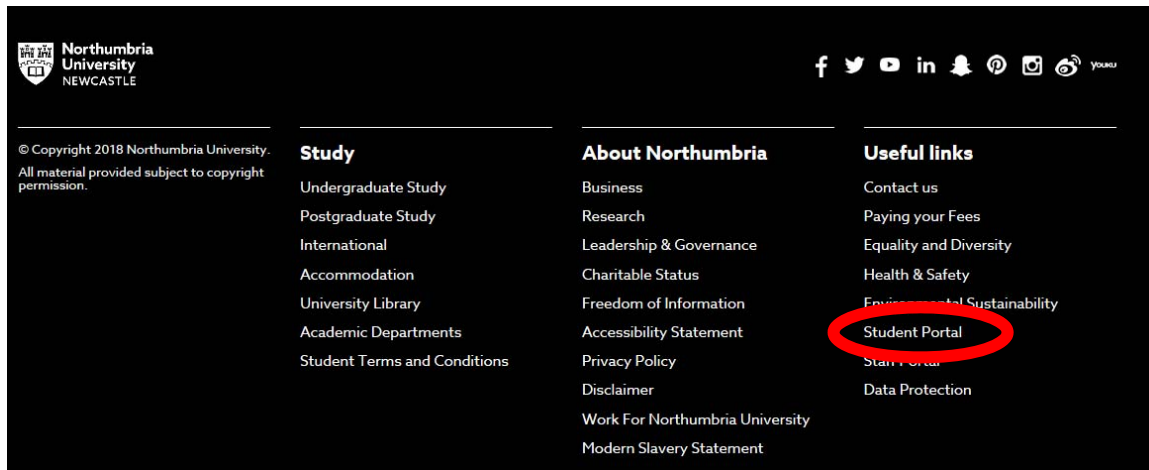 Northumbria
University
NEWCASTLE
YOUKU
© Copyright 2018 Northumbria University.
All material provided subject to copyright
permission.
Study
Undergraduate Study
Postgraduate Study
International
Accommodation
University Library
Academic Departments
Student Terms and Conditions
About Northumbria
Business
Research
Leadership & Governance
Charitable Status
Freedom of Information
Accessibility Statement
Privacy Policy
Disclaimer
Work For Northumbria University
Modern Slavery Statement
Useful links
Contact us
Paying your Fees
Equality and Diversity
Health & Safety
Environmental Sustainability
Student Portal
Staff Portal
Data Protection